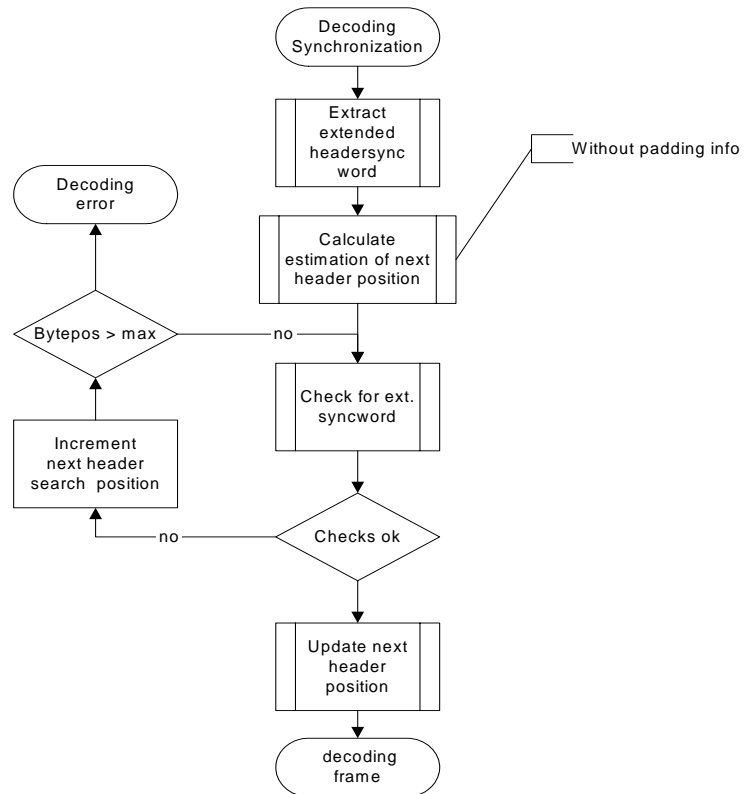 Decoding
Synchronization
Extract
extended
headersync
word
Without padding info
Decoding
error
Calculate
estimation of next
header position
Bytepos > max
no
Check for ext.
syncword
Increment
next header
search position
no
Checks ok
Update next
header
position
decoding
frame